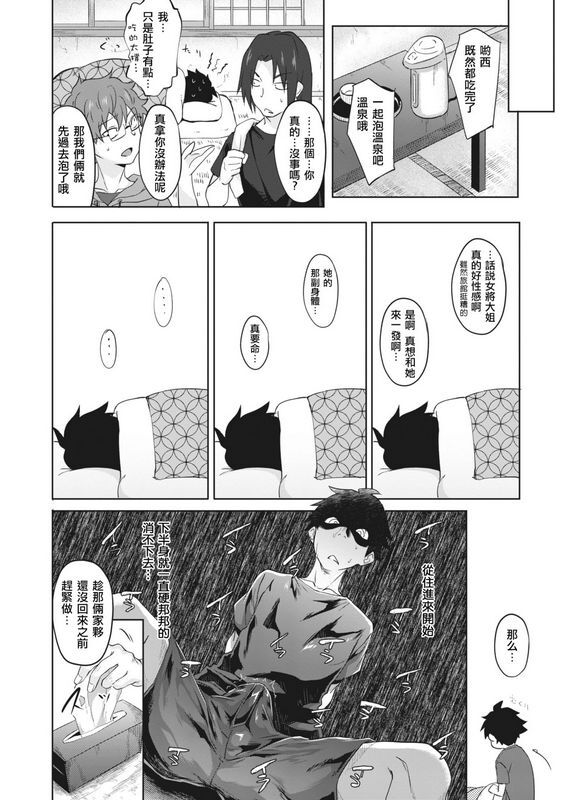 喲西
既然都吃完了
一起泡溫泉吧
溫泉哦
……那個…你
真的…沒事嗎?
我…
只是肚子有點…
吃的太撐…
真拿你沒辦法呢
那我們倆就
先過去泡了哦
…話說女將大姐
真的好性感啊
雖然旅館挺糟的
是啊 真想和她
來一發啊…
她的
那副身體…
真要命…
…
…
那么…
從住進來開始
下半身就一直硬邦邦的
消不下去…
趁那倆家夥
還沒回來之前
趕緊做…